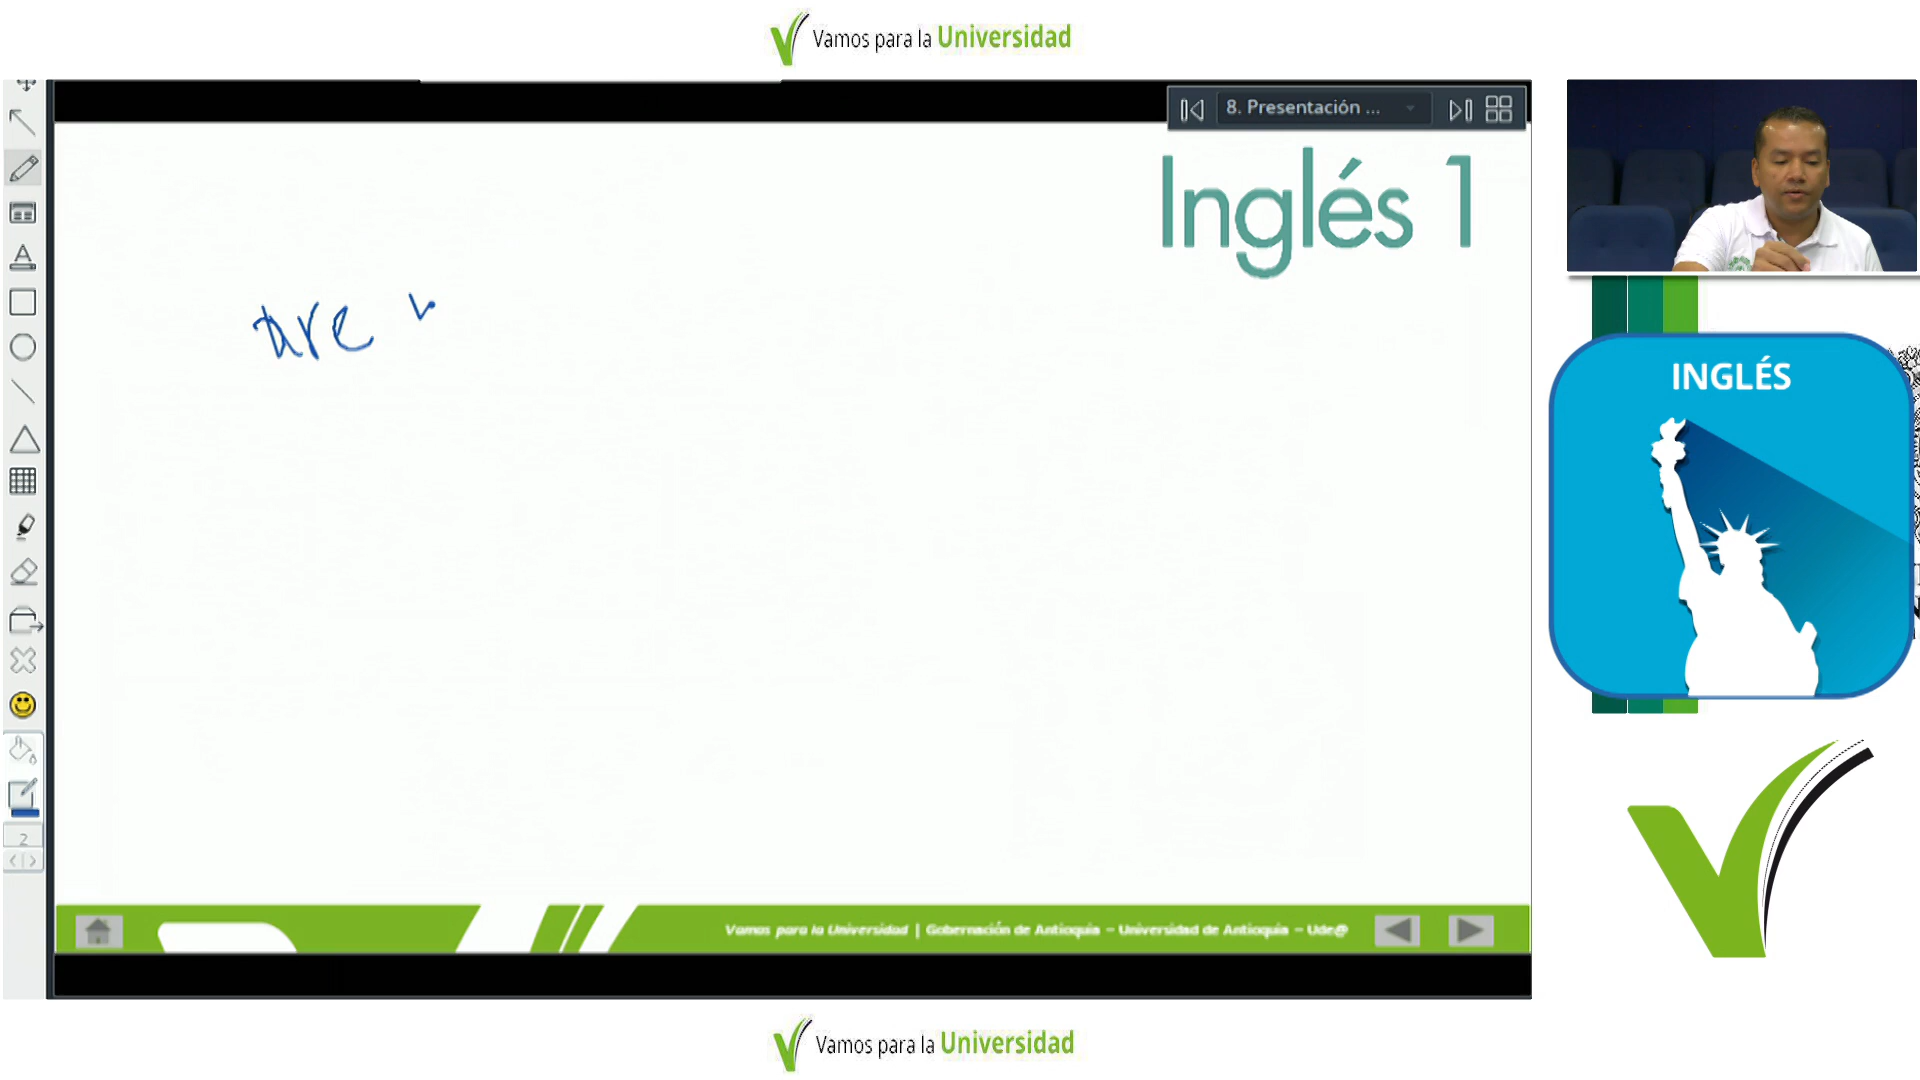 Vamos para la Universidad
8. Presentación ...
Inglés 1
are
INGLÉS
2
Vamos para la Universidad | Gobernación de Antioquia – Universidad de Antioquia – Ude@
Vamos para la Universidad